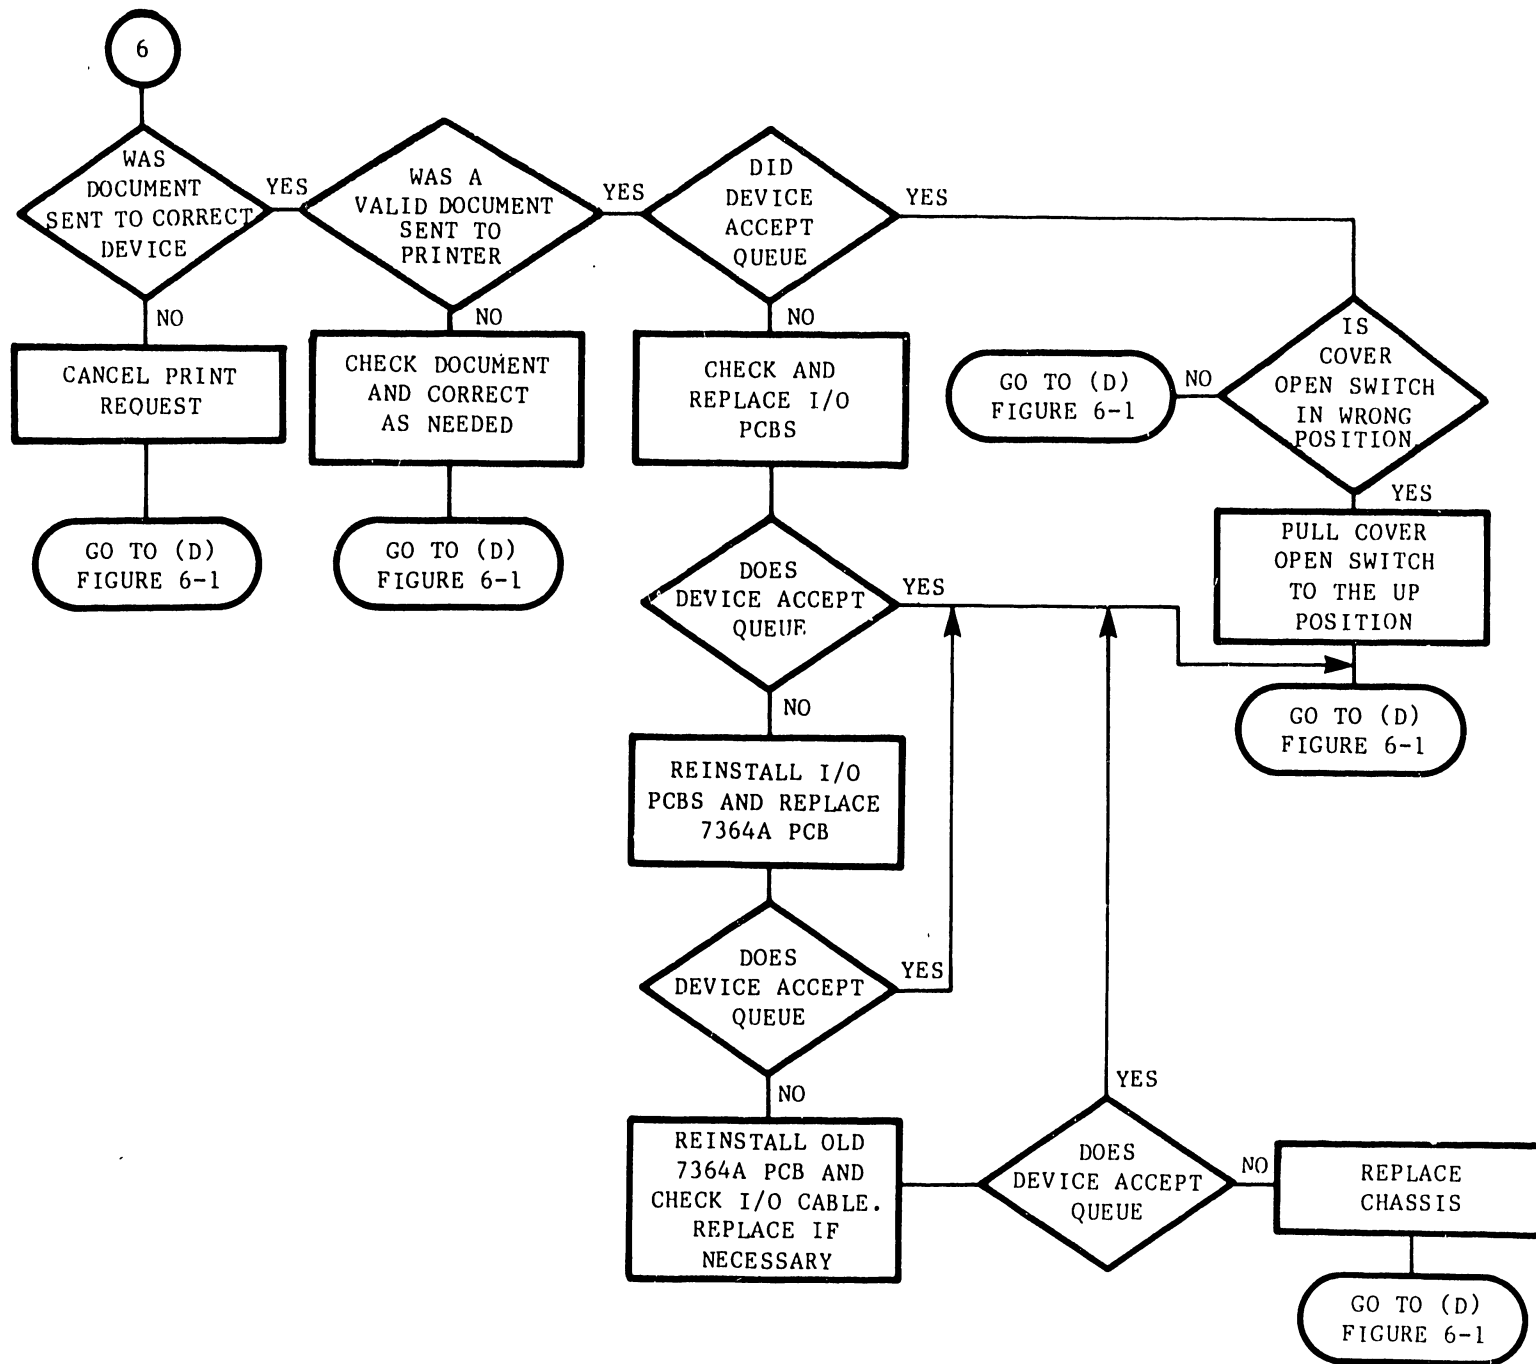 6
WAS
DOCUMENT
SENT TO CORRECT
DEVICE
YES
NO
CANCEL PRINT
REQUEST
GO TO (D)
FIGURE 6-1
WAS A
VALID DOCUMENT
SENT TO
PRINTER
YES
NO
CHECK DOCUMENT
AND CORRECT
AS NEEDED
GO TO (D)
FIGURE 6-1
DID
DEVICE
ACCEPT
QUEUE
YES
NO
CHECK AND
REPLACE I/O
PCBS
IS
COVER
OPEN SWITCH
IN WRONG
POSITION
NO
GO TO (D)
FIGURE 6-1
YES
PULL COVER
OPEN SWITCH
TO THE UP
POSITION
GO TO (D)
FIGURE 6-1
DOES
DEVICE ACCEPT
QUEUE
YES
NO
REINSTALL I/O
PCBS AND REPLACE
7364A PCB
DOES
DEVICE ACCEPT
QUEUE
YES
NO
REINSTALL OLD
7364A PCB AND
CHECK I/O CABLE.
REPLACE IF
NECESSARY
DOES
DEVICE ACCEPT
QUEUE
YES
NO
REPLACE
CHASSIS
GO TO (D)
FIGURE 6-1